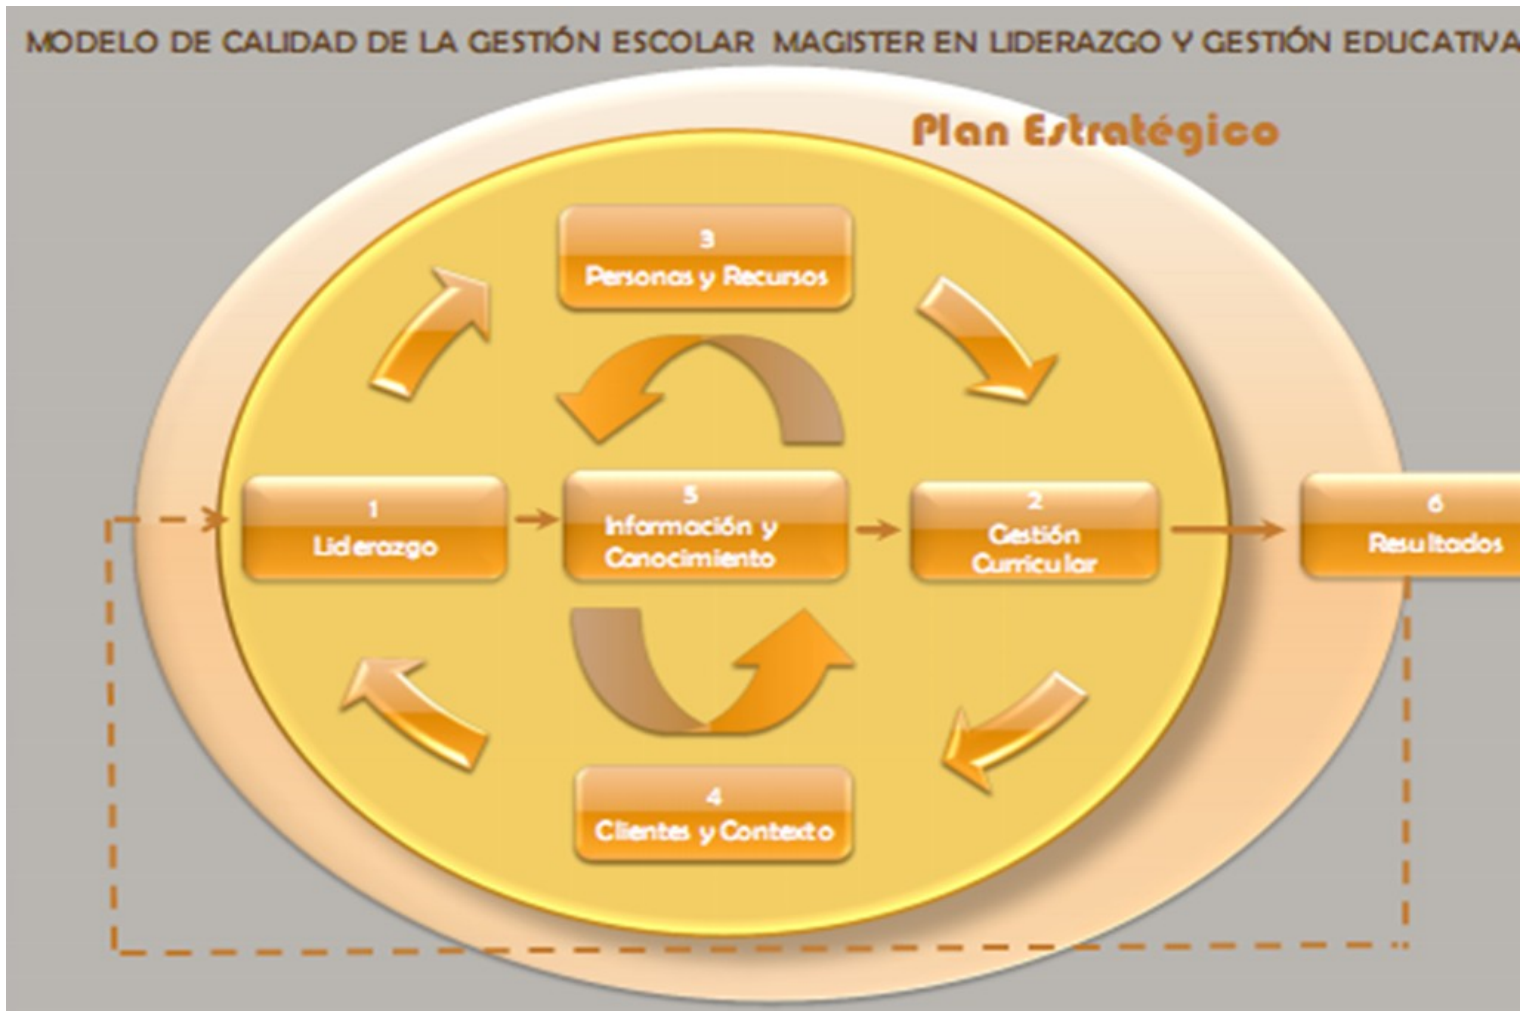 MODELO DE CALIDAD DE LA GESTIÓN ESCOLAR MAGISTER EN LIDERAZGO Y GESTIÓN EDUCATIVA
Plan Estratégico
3
Personas y Recursos
1
Liderazgo
5
Información y
Conocimiento
2
Gestión
Curricular
6
Resultados
4
Clientes y Contexto